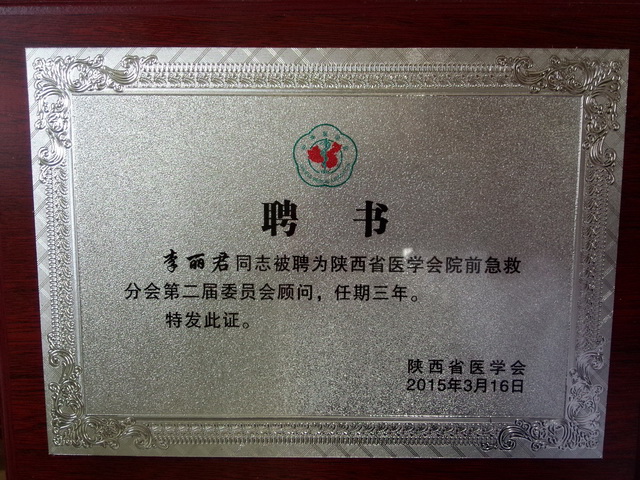 聘书
李丽君同志被聘为陕西省医学会院前急救
分会第二届委员会顾问，任期三年。
特发此证。
陕西省医学会
2015年3月16日